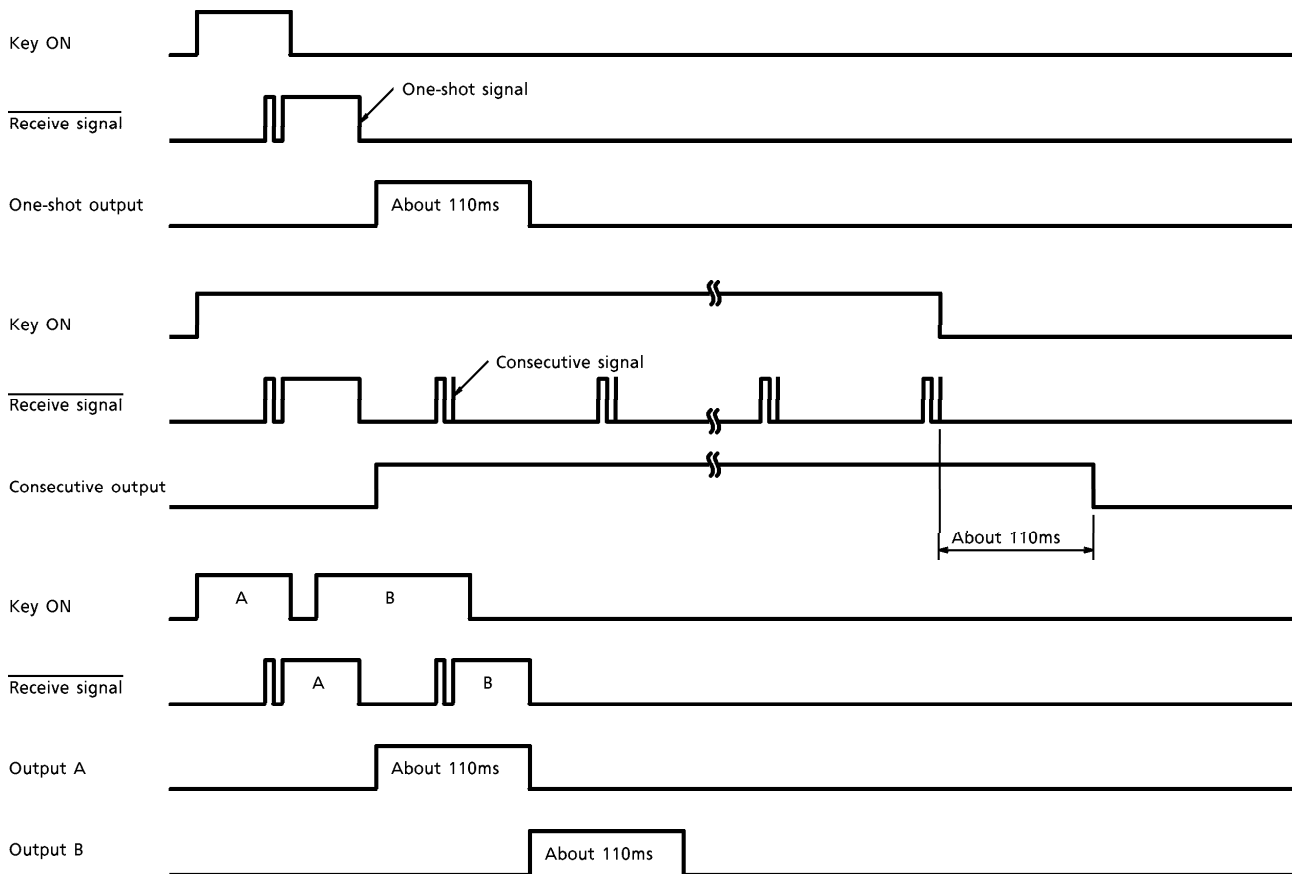 Key ON
Receive signal
One-shot signal
One-shot output
About 110ms
Key ON
Consecutive signal
Receive signal
Consecutive output
About 110ms
Key ON
A
B
Receive signal
A
B
Output A
About 110ms
Output B
About 110ms